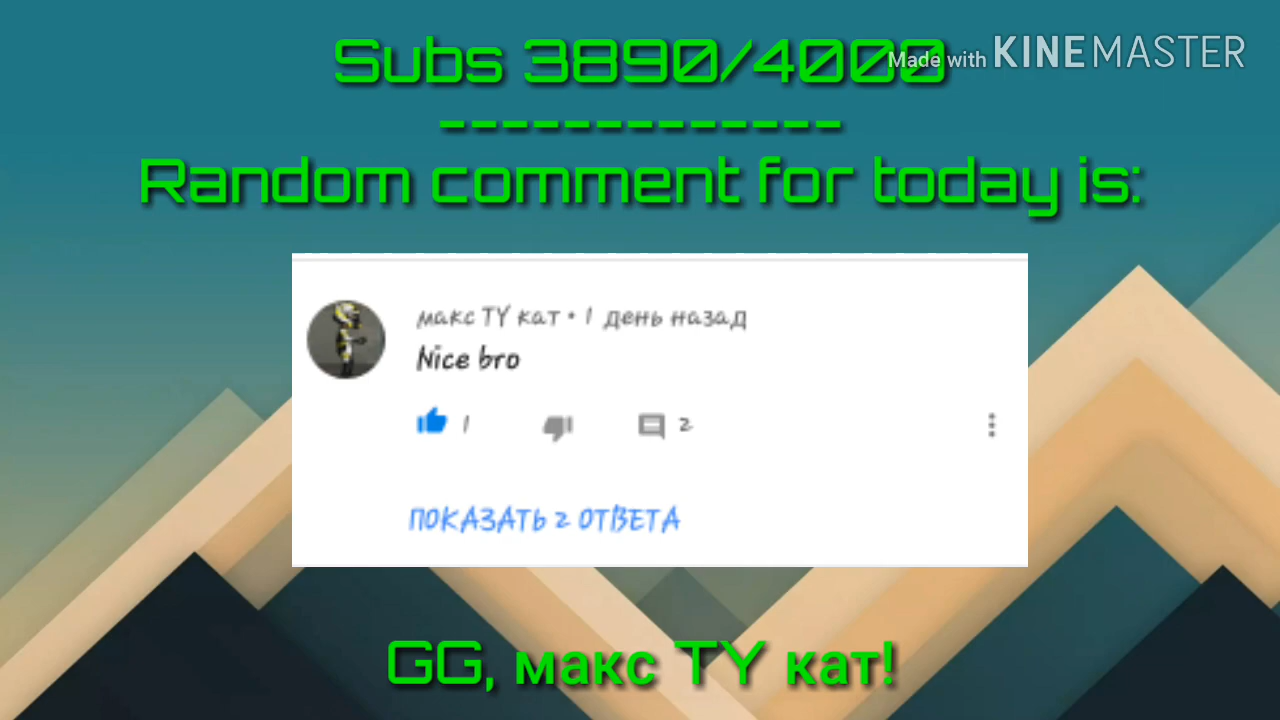 Subs 3890/4000
Made with KINEMASTER
-------------
Random comment for today is:
макс TY кат • 1 день назад
Nice bro
1 2
ПОКАЗАТЬ 2 ОТВЕТА
GG, макс TY кат!